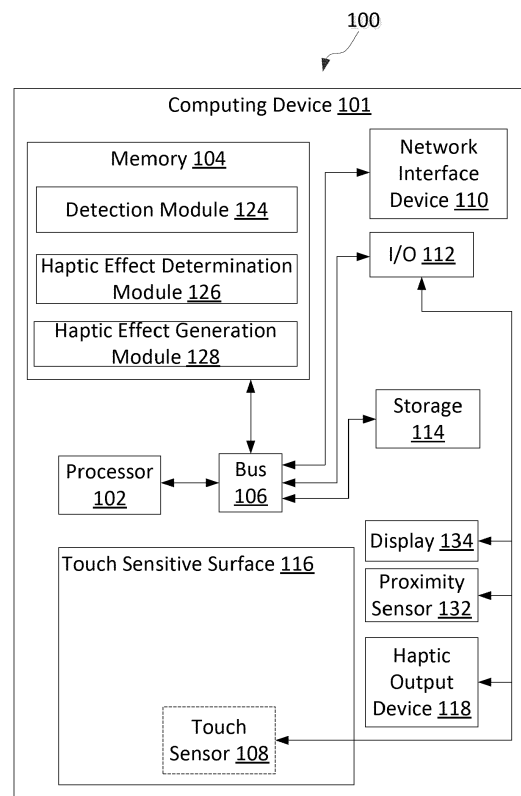 100
Computing Device 101
Memory 104
Detection Module 124
Haptic Effect Determination
Module 126
Haptic Effect Generation
Module 128
Network
Interface
Device 110
I/O 112
Storage
114
Processor
102
Bus
106
Touch Sensitive Surface 116
Display 134
Proximity
Sensor 132
Haptic
Output
Device 118
Touch
Sensor 108